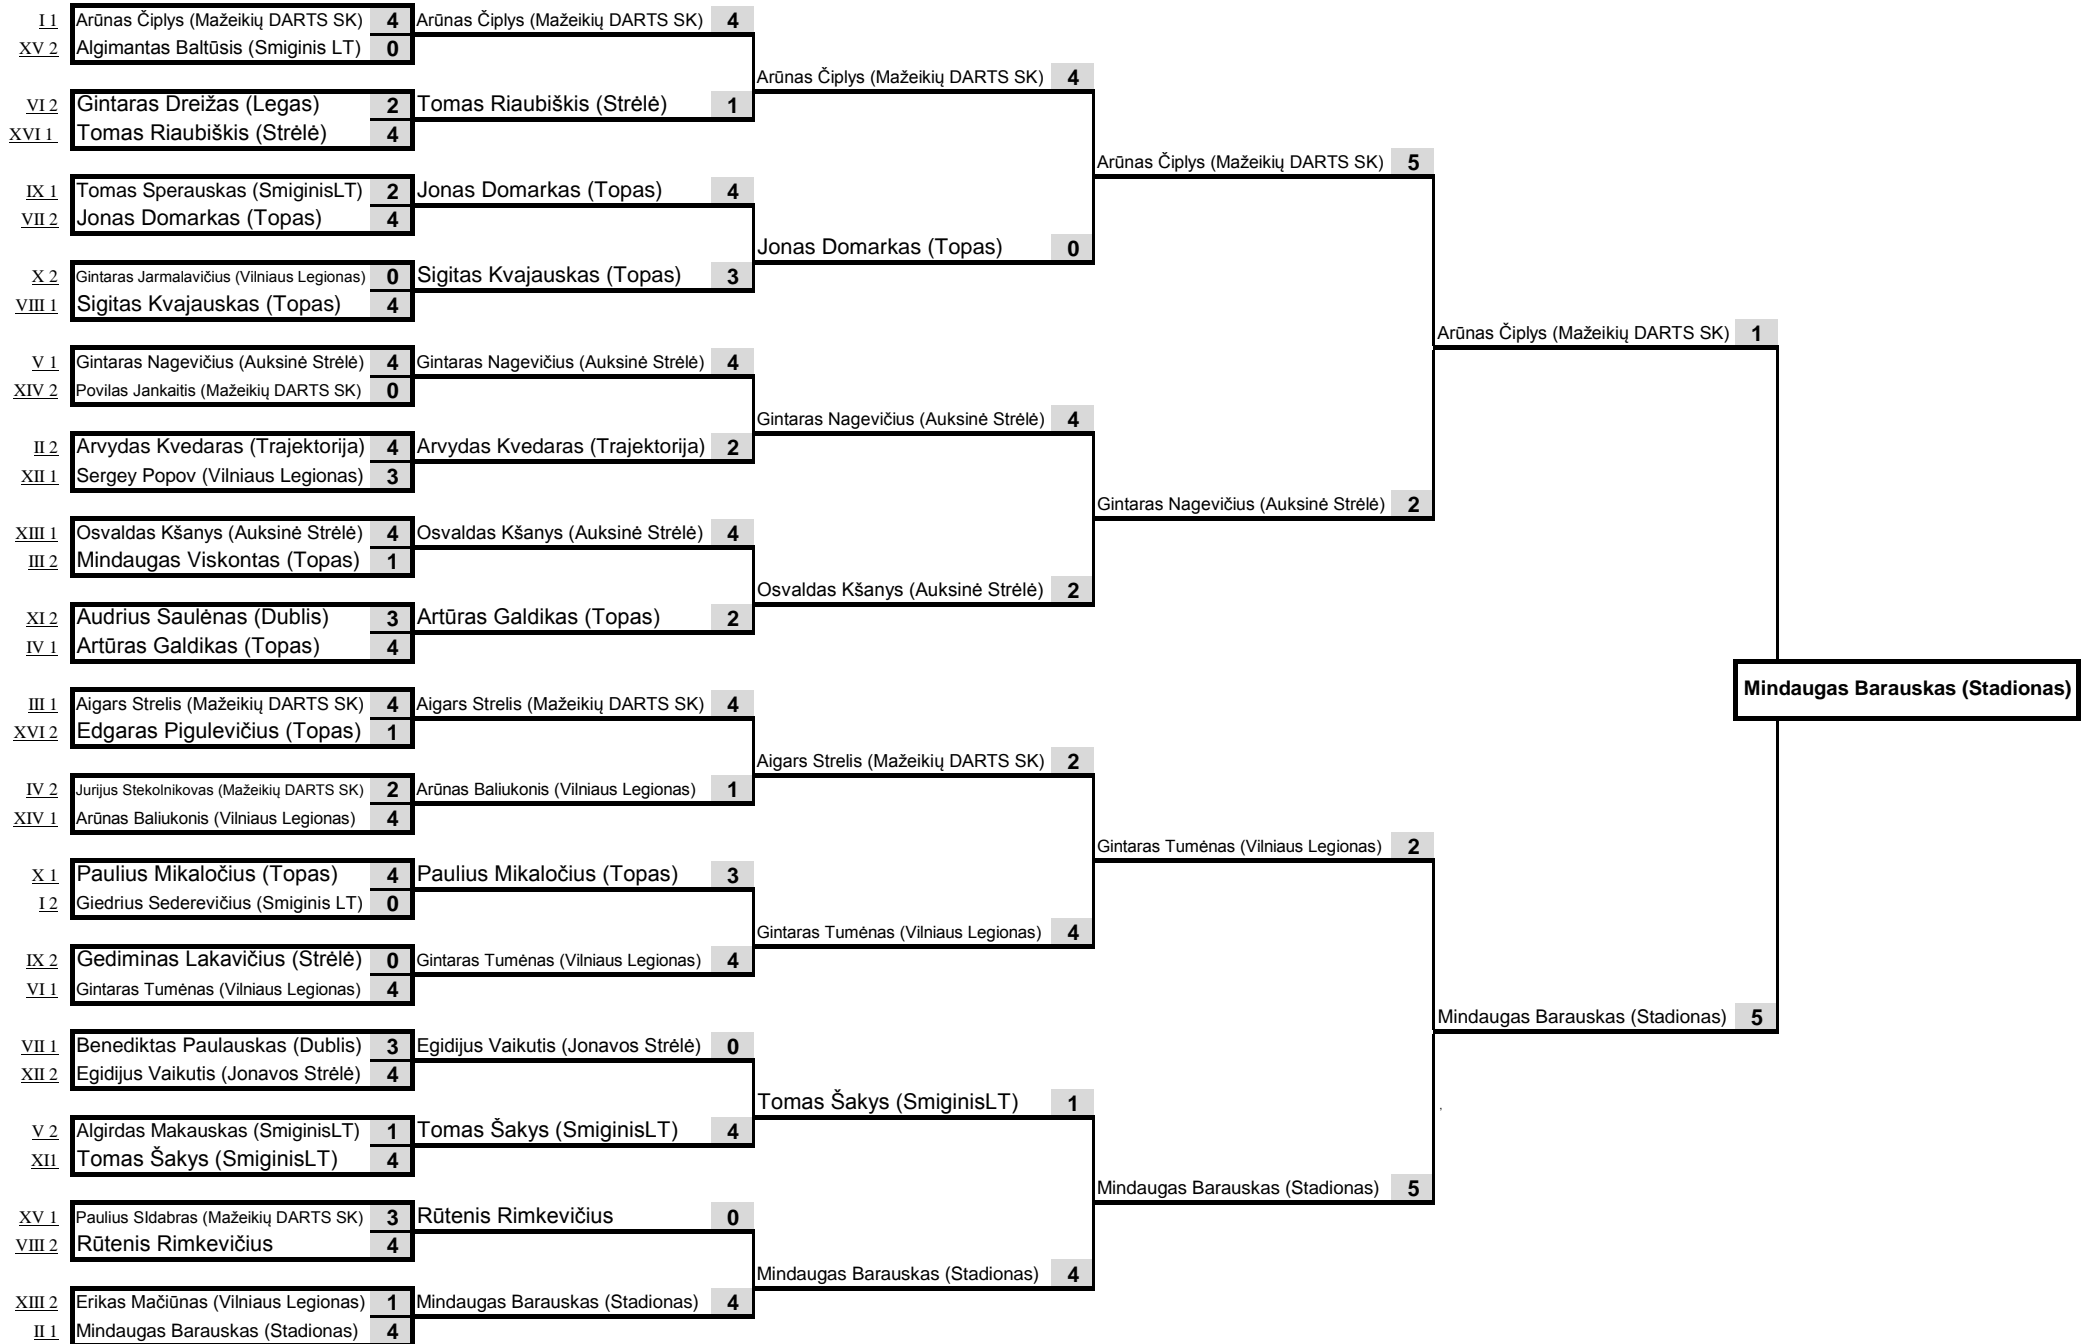 I 1 Arūnas Čiplys (Mažeikių DARTS SK) 4 Arūnas Čiplys (Mažeikių DARTS SK) 4
XV 2 Algimantas Baltūsis (Smiginis LT) 0
Arūnas Čiplys (Mažeikių DARTS SK) 4
VI 2 Gintaras Dreižas (Legas) 2 Tomas Riaubiškis (Strėlė) 1
XVI 1 Tomas Riaubiškis (Strėlė) 4
Arūnas Čiplys (Mažeikių DARTS SK) 5
IX 1 Tomas Sperauskas (SmiginisLT) 2 Jonas Domarkas (Topas) 4
VII 2 Jonas Domarkas (Topas) 4
Jonas Domarkas (Topas) 0
X 2 Gintaras Jarmalavičius (Vilniaus Legionas) 0 Sigitas Kvajauskas (Topas) 3
VIII 1 Sigitas Kvajauskas (Topas) 4
Arūnas Čiplys (Mažeikių DARTS SK) 1
V 1 Gintaras Nagevičius (Auksinė Strėlė) 4 Gintaras Nagevičius (Auksinė Strėlė) 4
XIV 2 Povilas Jankaitis (Mažeikių DARTS SK) 0
Gintaras Nagevičius (Auksinė Strėlė) 4
II 2 Arvydas Kvedaras (Trajektorija) 4 Arvydas Kvedaras (Trajektorija) 2
XII 1 Sergey Popov (Vilniaus Legionas) 3
Gintaras Nagevičius (Auksinė Strėlė) 2
XIII 1 Osvaldas Kšanys (Auksinė Strėlė) 4 Osvaldas Kšanys (Auksinė Strėlė) 4
III 2 Mindaugas Viskontas (Topas) 1
Osvaldas Kšanys (Auksinė Strėlė) 2
XI 2 Audrius Saulėnas (Dublis) 3 Artūras Galdikas (Topas) 2
IV 1 Artūras Galdikas (Topas) 4
Mindaugas Barauskas (Stadionas)
III 1 Aigars Strelis (Mažeikių DARTS SK) 4 Aigars Strelis (Mažeikių DARTS SK) 4
XVI 2 Edgaras Pigulevičius (Topas) 1
Aigars Strelis (Mažeikių DARTS SK) 2
IV 2 Jurijus Stekolnikovas (Mažeikių DARTS SK) 2 Arūnas Baliukonis (Vilniaus Legionas) 1
XIV 1 Arūnas Baliukonis (Vilniaus Legionas) 4
Gintaras Tumėnas (Vilniaus Legionas) 2
X 1 Paulius Mikaločius (Topas) 4 Paulius Mikaločius (Topas) 3
I 2 Giedrius Sederevičius (Smiginis LT) 0
Gintaras Tumėnas (Vilniaus Legionas) 4
IX 2 Gediminas Lakavičius (Strėlė) 0 Gintaras Tumėnas (Vilniaus Legionas) 4
VI 1 Gintaras Tumėnas (Vilniaus Legionas) 4
Mindaugas Barauskas (Stadionas) 5
VII 1 Benediktas Paulauskas (Dublis) 3 Egidijus Vaikutis (Jonavos Strėlė) 0
XII 2 Egidijus Vaikutis (Jonavos Strėlė) 4
Tomas Šakys (SmiginisLT) 1
V 2 Algirdas Makauskas (SmiginisLT) 1 Tomas Šakys (SmiginisLT) 4
XI1 Tomas Šakys (SmiginisLT) 4
Mindaugas Barauskas (Stadionas) 5
XV 1 Paulius SIdabras (Mažeikių DARTS SK) 3 Rūtenis Rimkevičius 0
VIII 2 Rūtenis Rimkevičius 4
Mindaugas Barauskas (Stadionas) 4
XIII 2 Erikas Mačiūnas (Vilniaus Legionas) 1 Mindaugas Barauskas (Stadionas) 4
II 1 Mindaugas Barauskas (Stadionas) 4